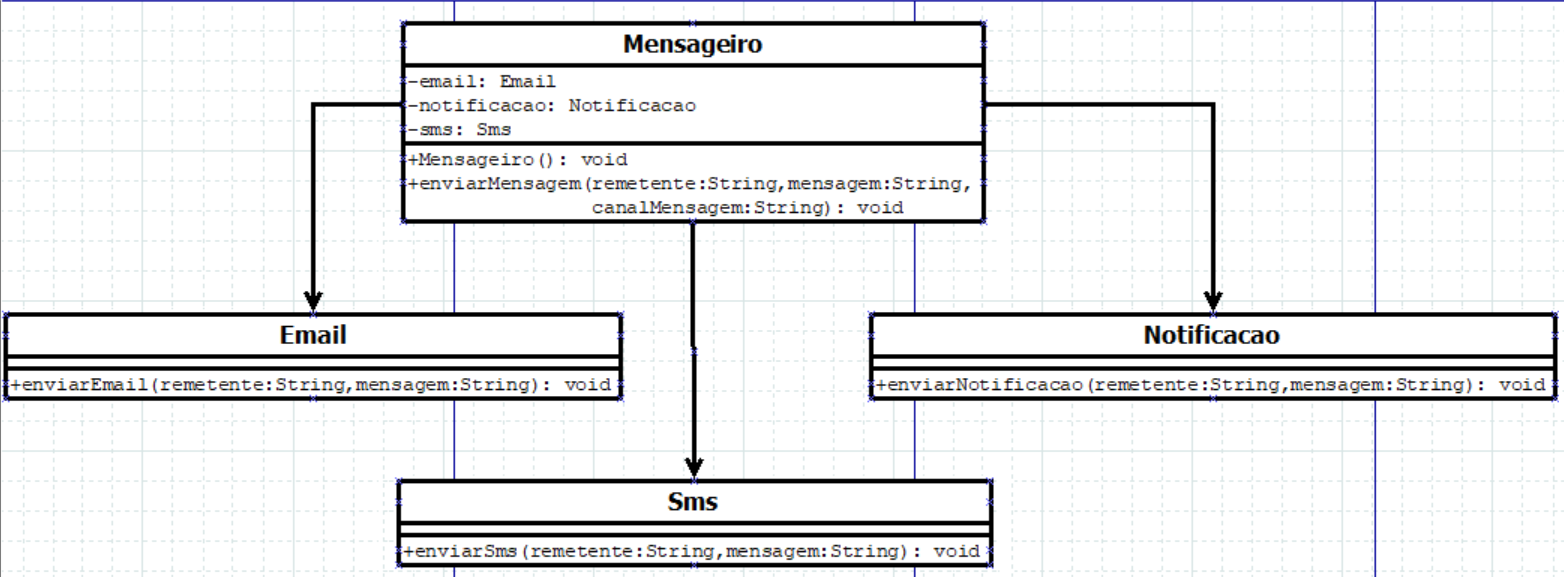 Mensageiro
-email: Email
-notificacao: Notificacao
-sms: Sms
+Mensageiro(): void
+enviarMensagem(remetente:String,mensagem:String,
canalMensagem:String): void
Email
+enviarEmail(remetente:String,mensagem:String): void
Notificacao
+enviarNotificacao(remetente:String,mensagem:String): void
Sms
+enviarSms(remetente:String,mensagem:String): void